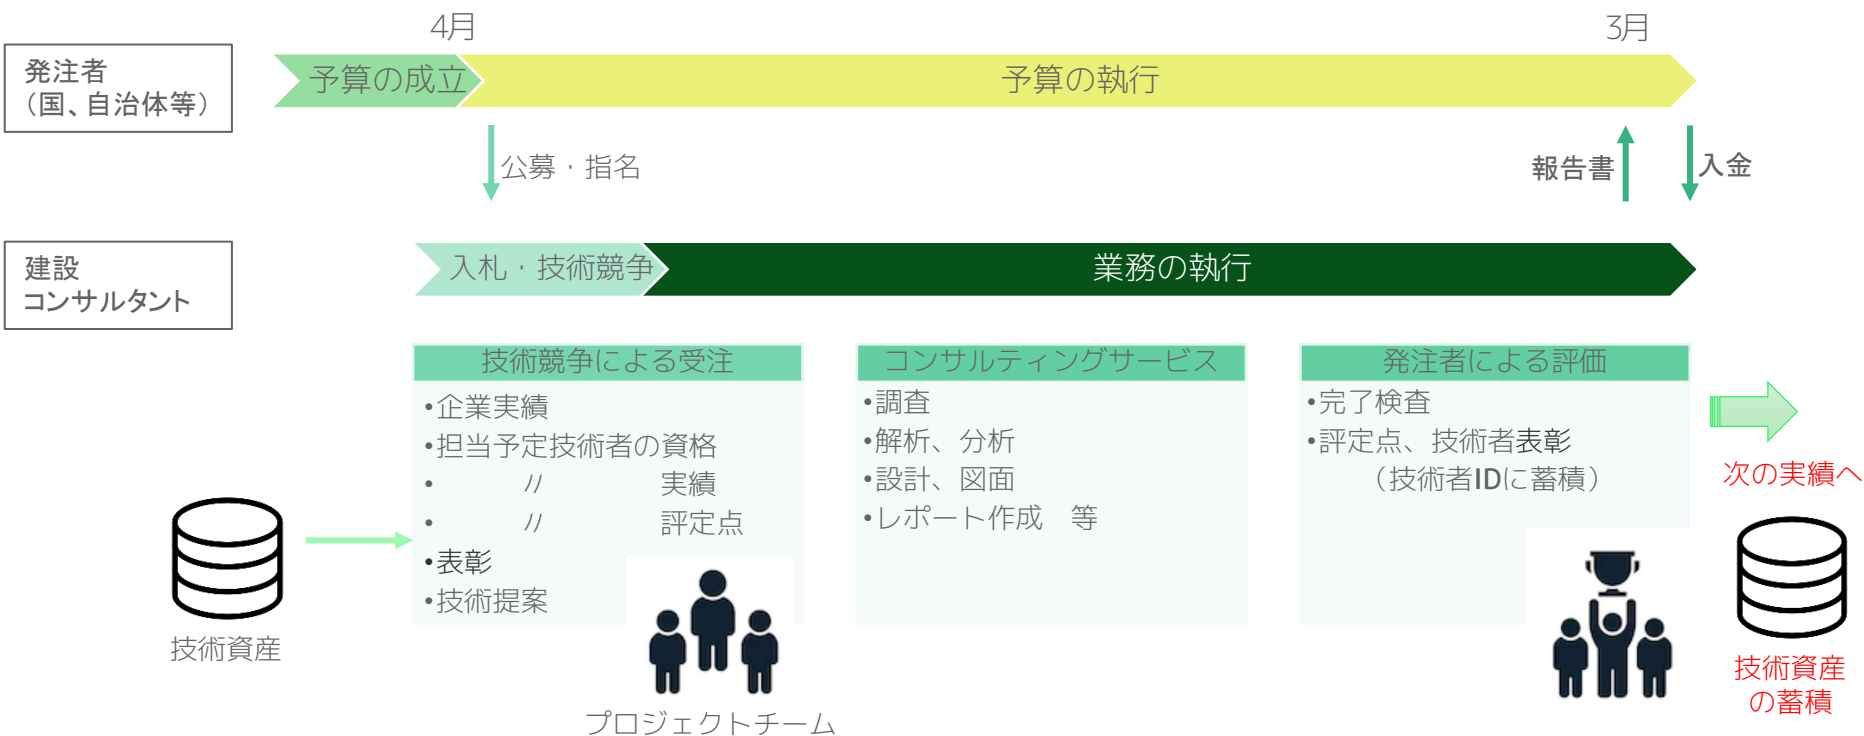 4月
3月
発注者
（国、自治体等）
予算の成立
予算の執行
公募・指名
報告書
入金
建設
コンサルタント
入札・技術競争
業務の執行
技術競争による受注
•企業実績
•担当予定技術者の資格
• 〃 実績
• 〃 評定点
•表彰
•技術提案
コンサルティングサービス
•調査
•解析、分析
•設計、図面
•レポート作成 等
発注者による評価
•完了検査
•評定点、技術者表彰
（技術者IDに蓄積）
次の実績へ
技術資産
プロジェクトチーム
技術資産
の蓄積